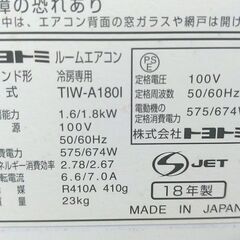 障の恐れあり
中は、エアコン背面の窓ガラスや網戸は開け
トヨトミ ルームエアコン
ンド形 冷房専用
式 TIW-A180I
能力 1.6/1.8kW
100V
50/60Hz
費電力 575/674W
ネルギー消費効率 2.78/2.67
電流 6.6/7.0A
R410A 410g
23kg
PS E
定格電圧 100V
定格周波数 50/60Hz
電動機の定格消費電力 575/674W
株式会社トヨトミ
S JET
18年製
MADE IN JAPAN